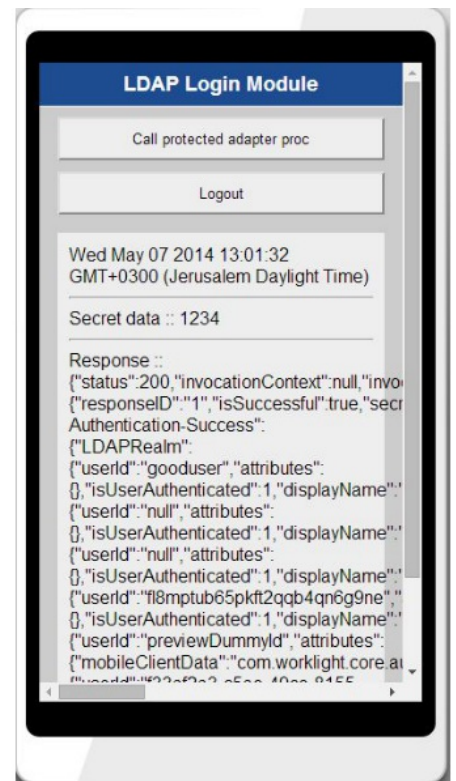 LDAP Login Module
Call protected adapter proc
Logout
Wed May 07 2014 13:01:32
GMT+0300 (Jerusalem Daylight Time)
Secret data :: 1234
Response ::
{"status":200,"invocationContext":null,"invo
{"responseID":"1","isSuccessful":true,"secr
Authentication-Success":
{"LDAPRealm":
{"userId":"gooduser","attributes":
{},"isUserAuthenticated":1,"displayName":"
{"userId":"null","attributes":
{},"isUserAuthenticated":1,"displayName":"
{"userId":"null","attributes":
{},"isUserAuthenticated":1,"displayName":"
{"userId":"fl8mptub65pkft2qqb4qn6g9ne","
{},"isUserAuthenticated":1,"displayName":"
{"userId":"previewDummyId","attributes":
{"mobileClientData":"com.worklight.core.au